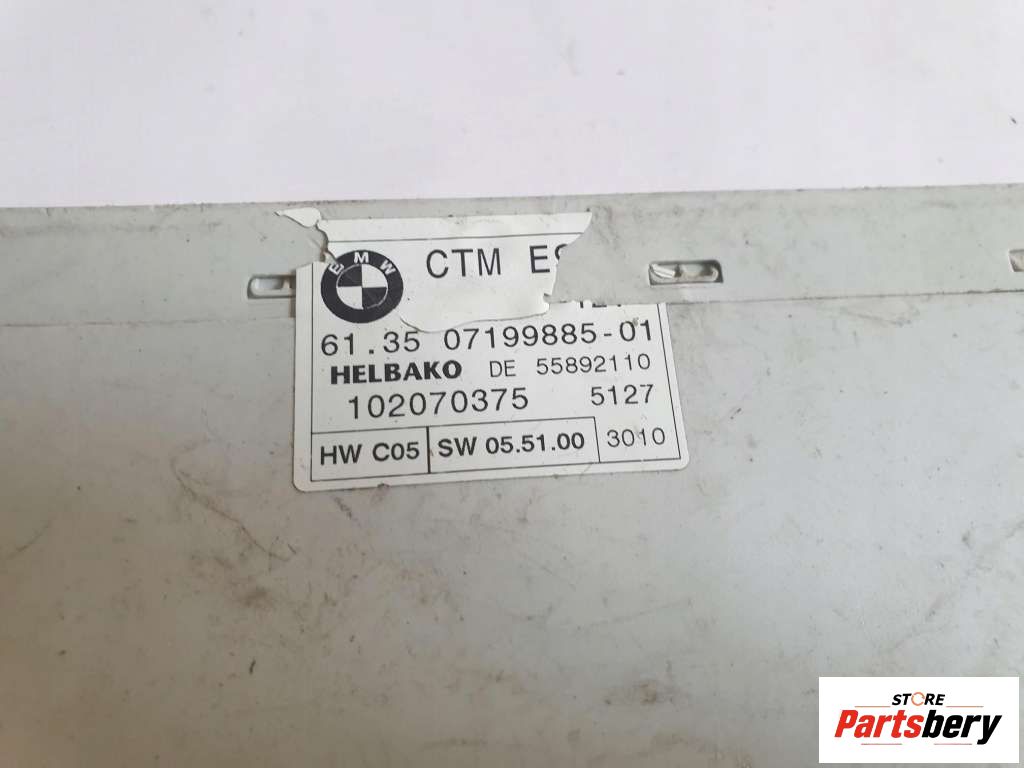 BMW
CTM
61.35 07199885-01
HELBAKO DE 55892110
102070375 5127
HW C05 SW 05.51.00 3010
STORE
Partsbery